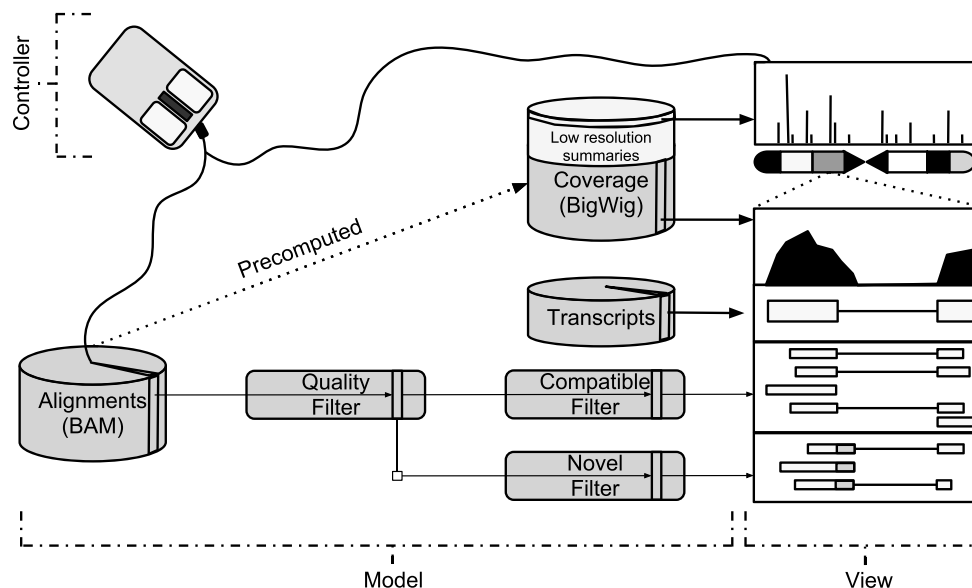 Controller
Low resolution
summaries
Coverage
(BigWig)
Precomputed
Transcripts
Alignments
(BAM)
Quality
Filter
Compatible
Filter
Novel
Filter
Model
View